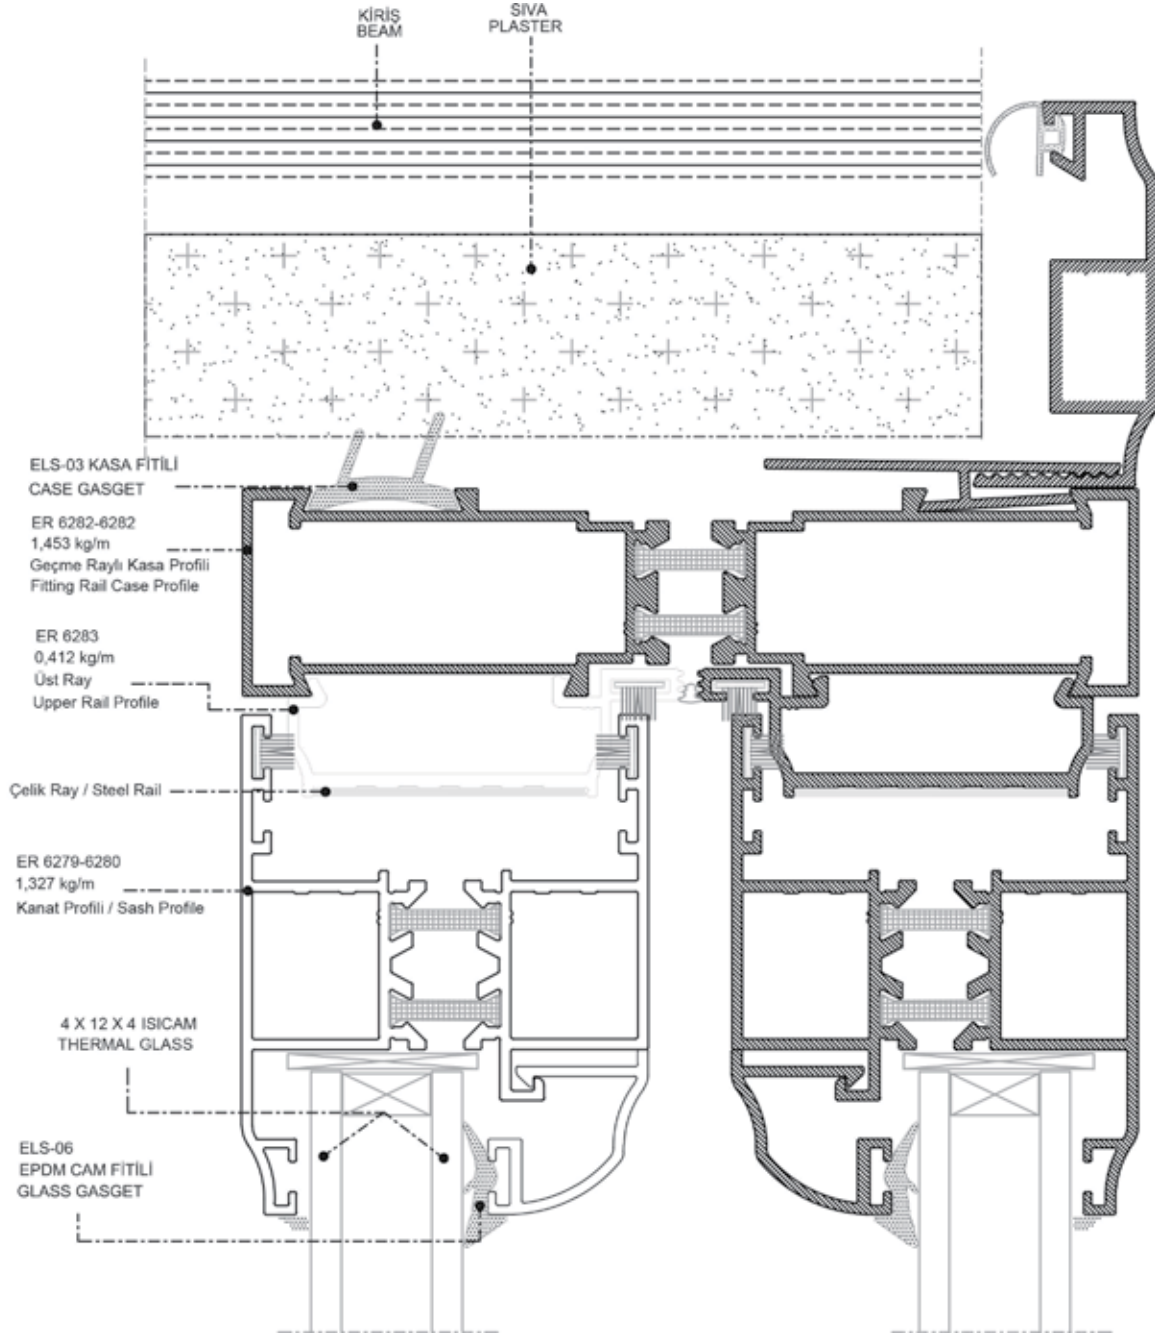 KİRİŞ
BEAM
SIVA
PLASTER
ELS-03 KASA FİTİLİ
CASE GASGET
ER 6282-6282
1,453 kg/m
Geçme Raylı Kasa Profili
Fitting Rail Case Profile
ER 6283
0,412 kg/m
Üst Ray
Upper Rail Profile
Çelik Ray / Steel Rail
ER 6279-6280
1,327 kg/m
Kanat Profili / Sash Profile
4 X 12 X 4 ISICAM
THERMAL GLASS
ELS-06
EPDM CAM FİTİLİ
GLASS GASGET